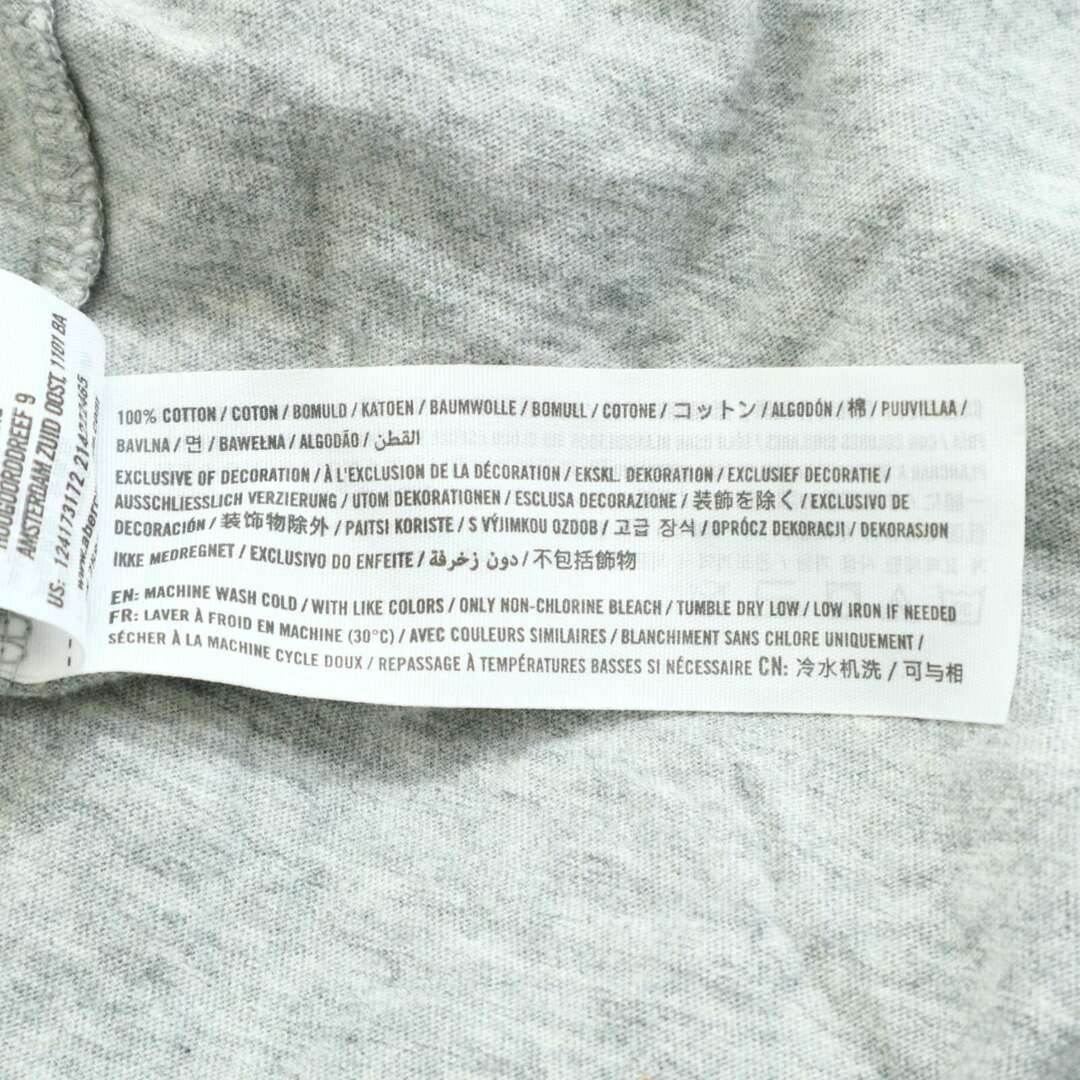 100% COTTON / COTON / BOMULD / KATOEN / BAUMWOLLE / BOMULL / COTONE / コットン / ALGODÓN / 棉 / PUUVILLAA /
BAVLNA / 면 / BAWEŁNA / ALGODÃO / القطن
EXCLUSIVE OF DECORATION / À L'EXCLUSION DE LA DÉCORATION / EKSKL. DEKORATION / EXCLUSIEF DECORATIE /
AUSSCHLIESSLICH VERZIERUNG / UTOM DEKORATIONEN / ESCLUSA DECORAZIONE / 装飾を除く / EXCLUSIVO DE
DECORACIÓN / 装饰物除外 / PAITSI KORISTE / S VÝJIMKOU OZDOB / 고급 장식 / OPRÓCZ DEKORACJI / DEKORASJON
IKKE MEDREGNET / EXCLUSIVO DO ENFEITE / دون زخرفة / 不包括飾物
EN: MACHINE WASH COLD / WITH LIKE COLORS / ONLY NON-CHLORINE BLEACH / TUMBLE DRY LOW / LOW IRON IF NEEDED
FR: LAVER À FROID EN MACHINE (30°C) / AVEC COULEURS SIMILAIRES / BLANCHIMENT SANS CHLORE UNIQUEMENT /
SÉCHER À LA MACHINE CYCLE DOUX / REPASSAGE À TEMPÉRATURES BASSES SI NÉCESSAIRE CN: 冷水机洗 / 可与相
HOOGOORDDREEF 9
AMSTERDAM ZUID OOST, 1101 BA
US: 124173172, 214222465